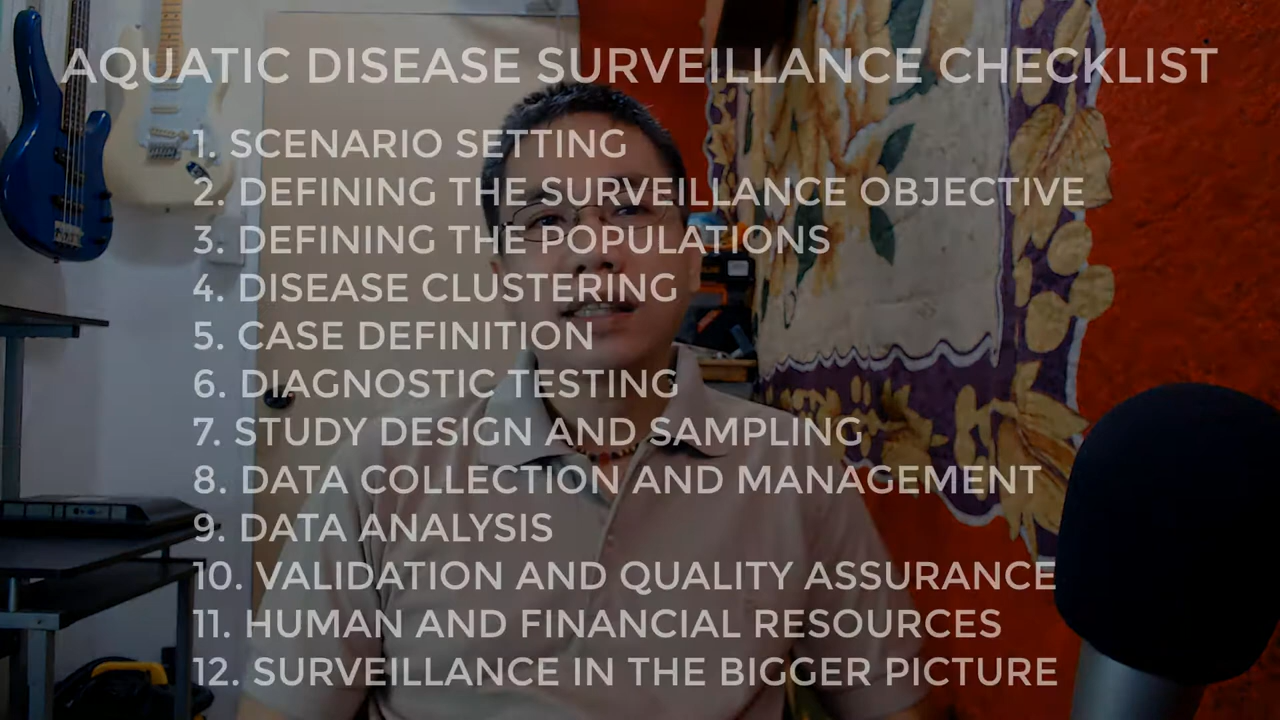 AQUATIC DISEASE SURVEILLANCE CHECKLIST
1. SCENARIO SETTING
2. DEFINING THE SURVEILLANCE OBJECTIVE
3. DEFINING THE POPULATIONS
4. DISEASE CLUSTERING
5. CASE DEFINITION
6. DIAGNOSTIC TESTING
7. STUDY DESIGN AND SAMPLING
8. DATA COLLECTION AND MANAGEMENT
9. DATA ANALYSIS
10. VALIDATION AND QUALITY ASSURANCE
11. HUMAN AND FINANCIAL RESOURCES
12. SURVEILLANCE IN THE BIGGER PICTURE